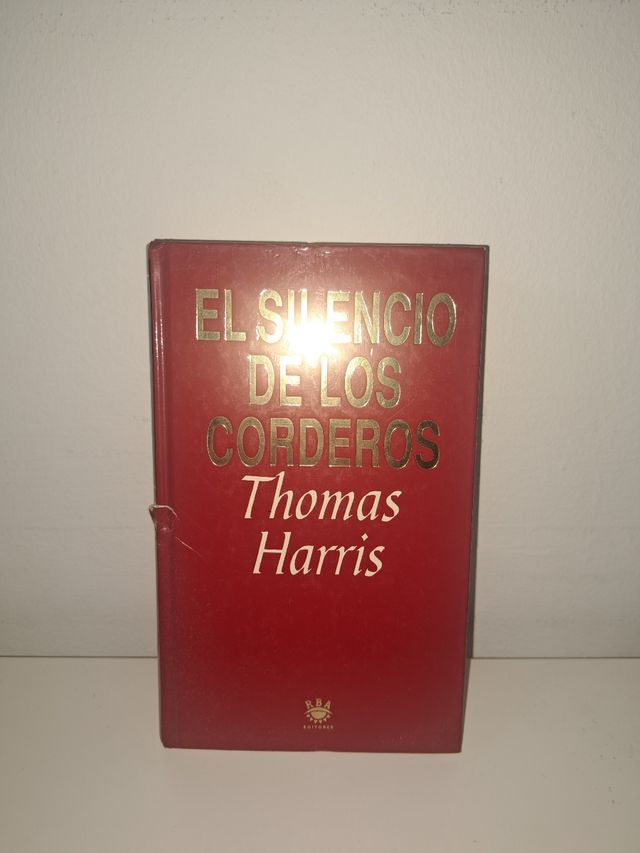 EL SILENCIO
DE LOS
CORDEROS
Thomas
Harris
RBA
EDITORES